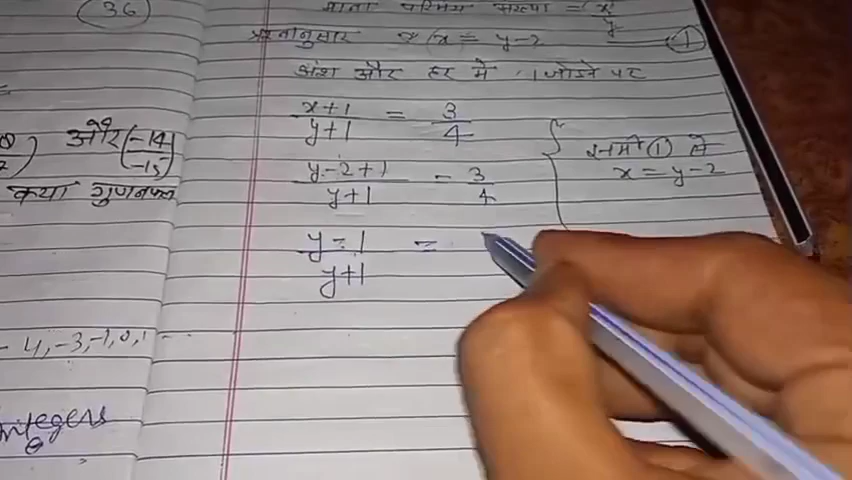 36
और (-14/-15)
क्या गुणनफल
- 4, -3, -1, 0, 1 - -
Integers
माना परिमेय संख्या = x/y
प्रश्नानुसार x = y-2 ①
अंश और हर में 1 जोडने पर
x+1/y+1 = 3/4
y-2+1/y+1 = 3/4
समी ① से
x = y-2
y-1/y+1 =